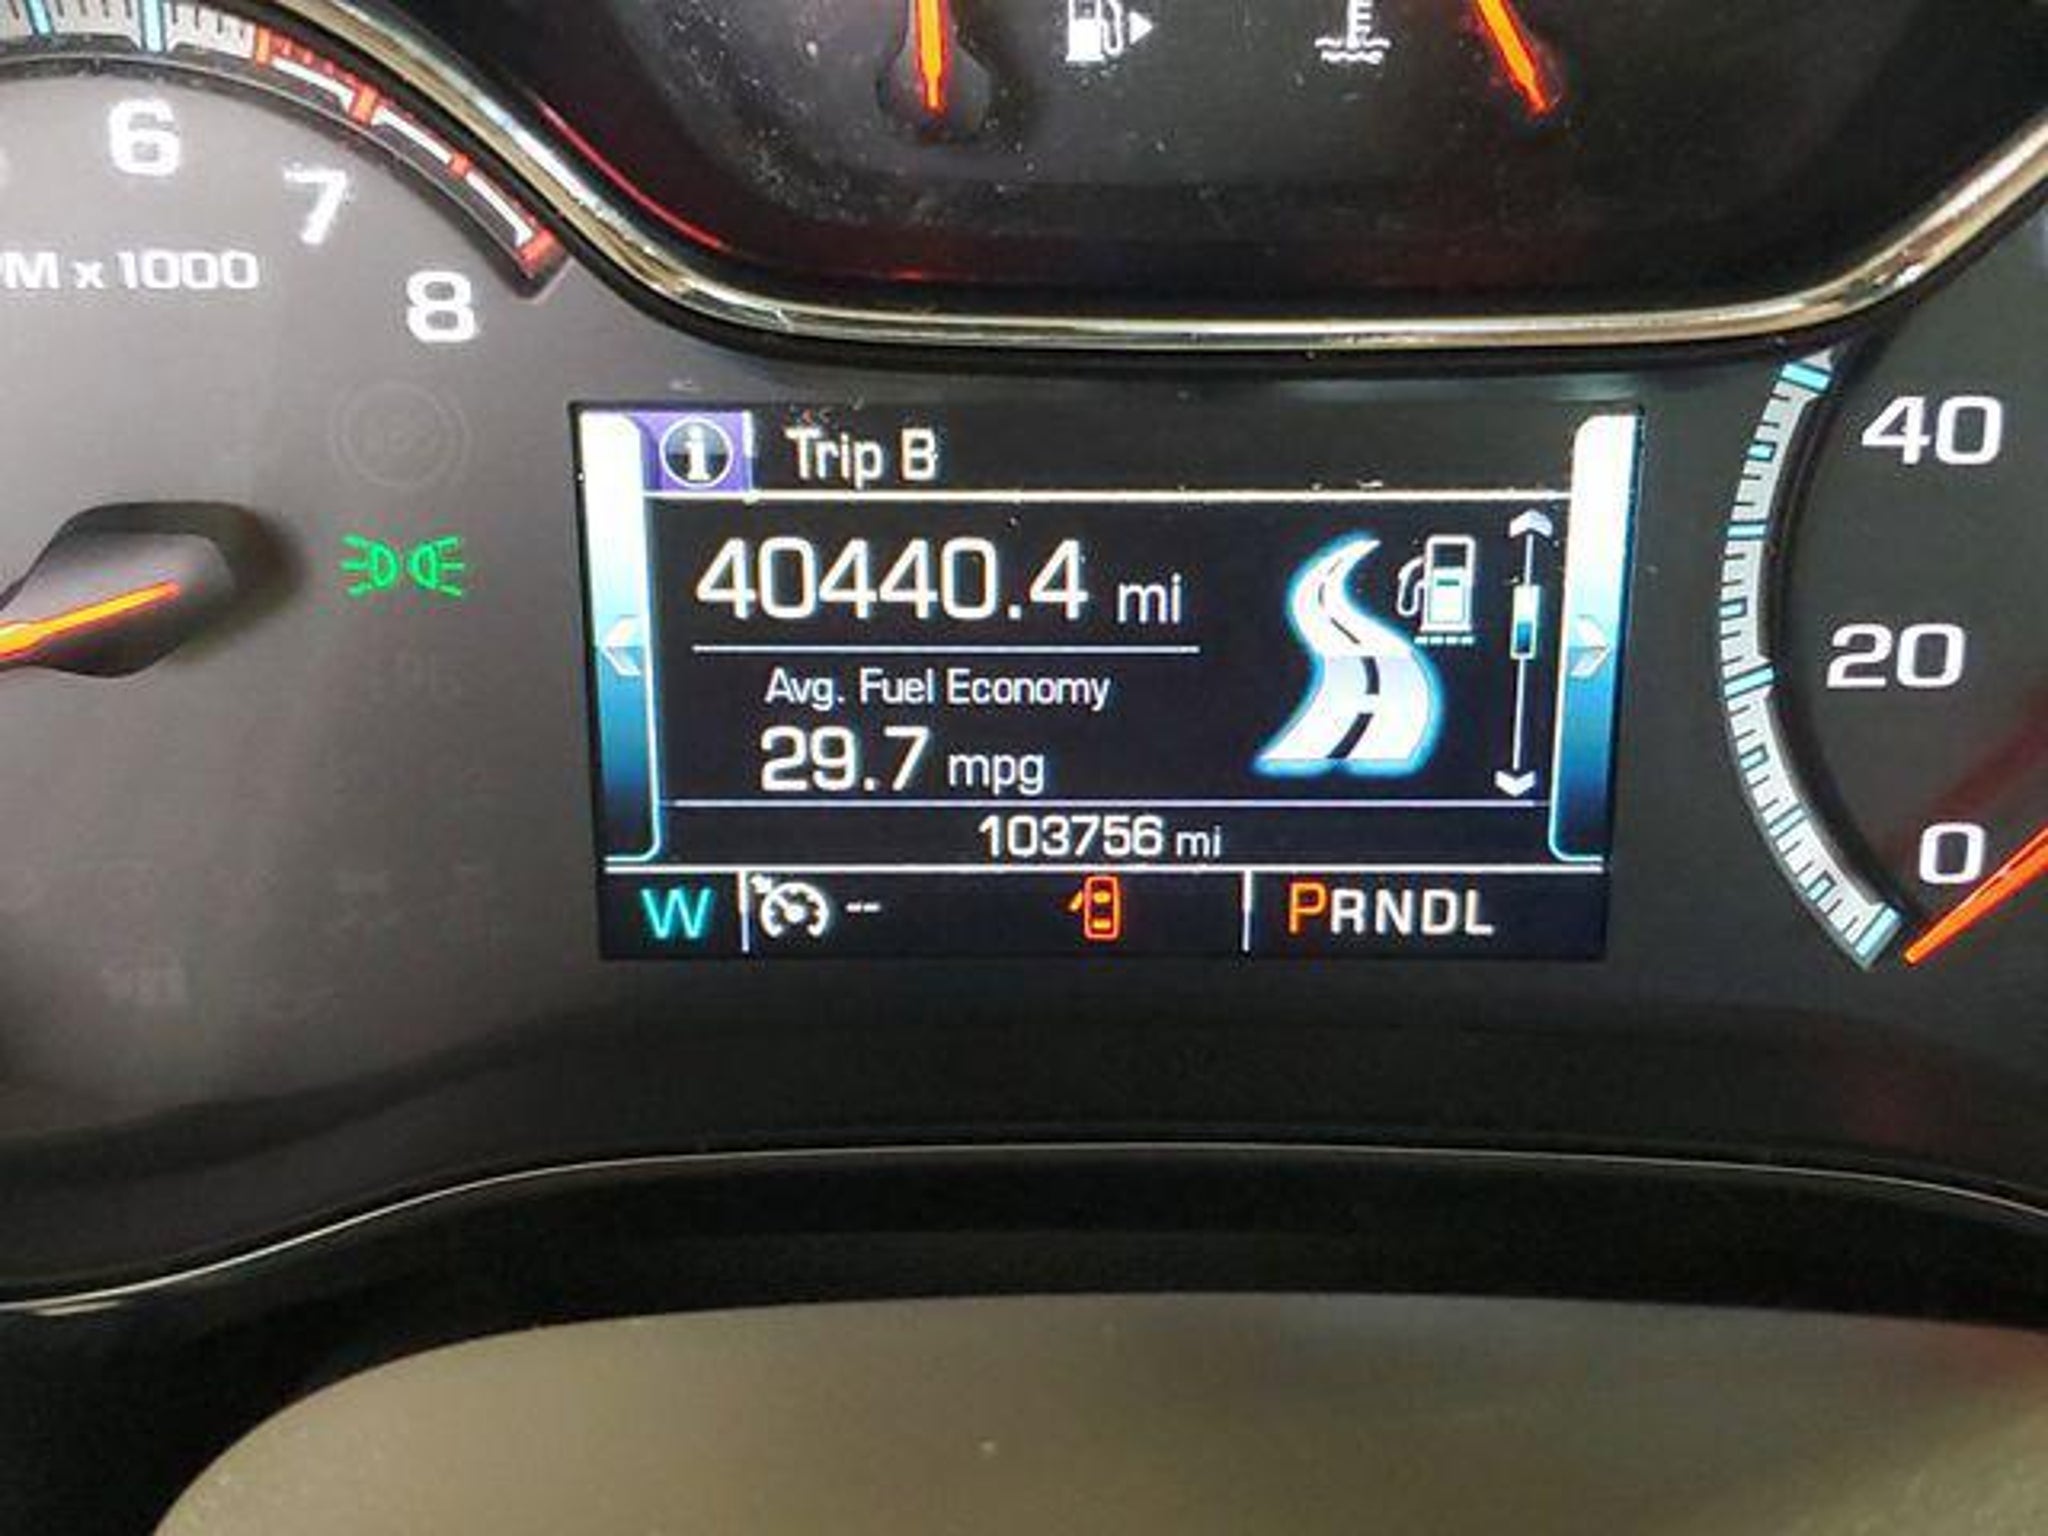 6
7
M x 1000
8
Trip B
40440.4 mi
Avg. Fuel Economy
29.7 mpg
103756 mi
W -- PRNDL
40
20
0